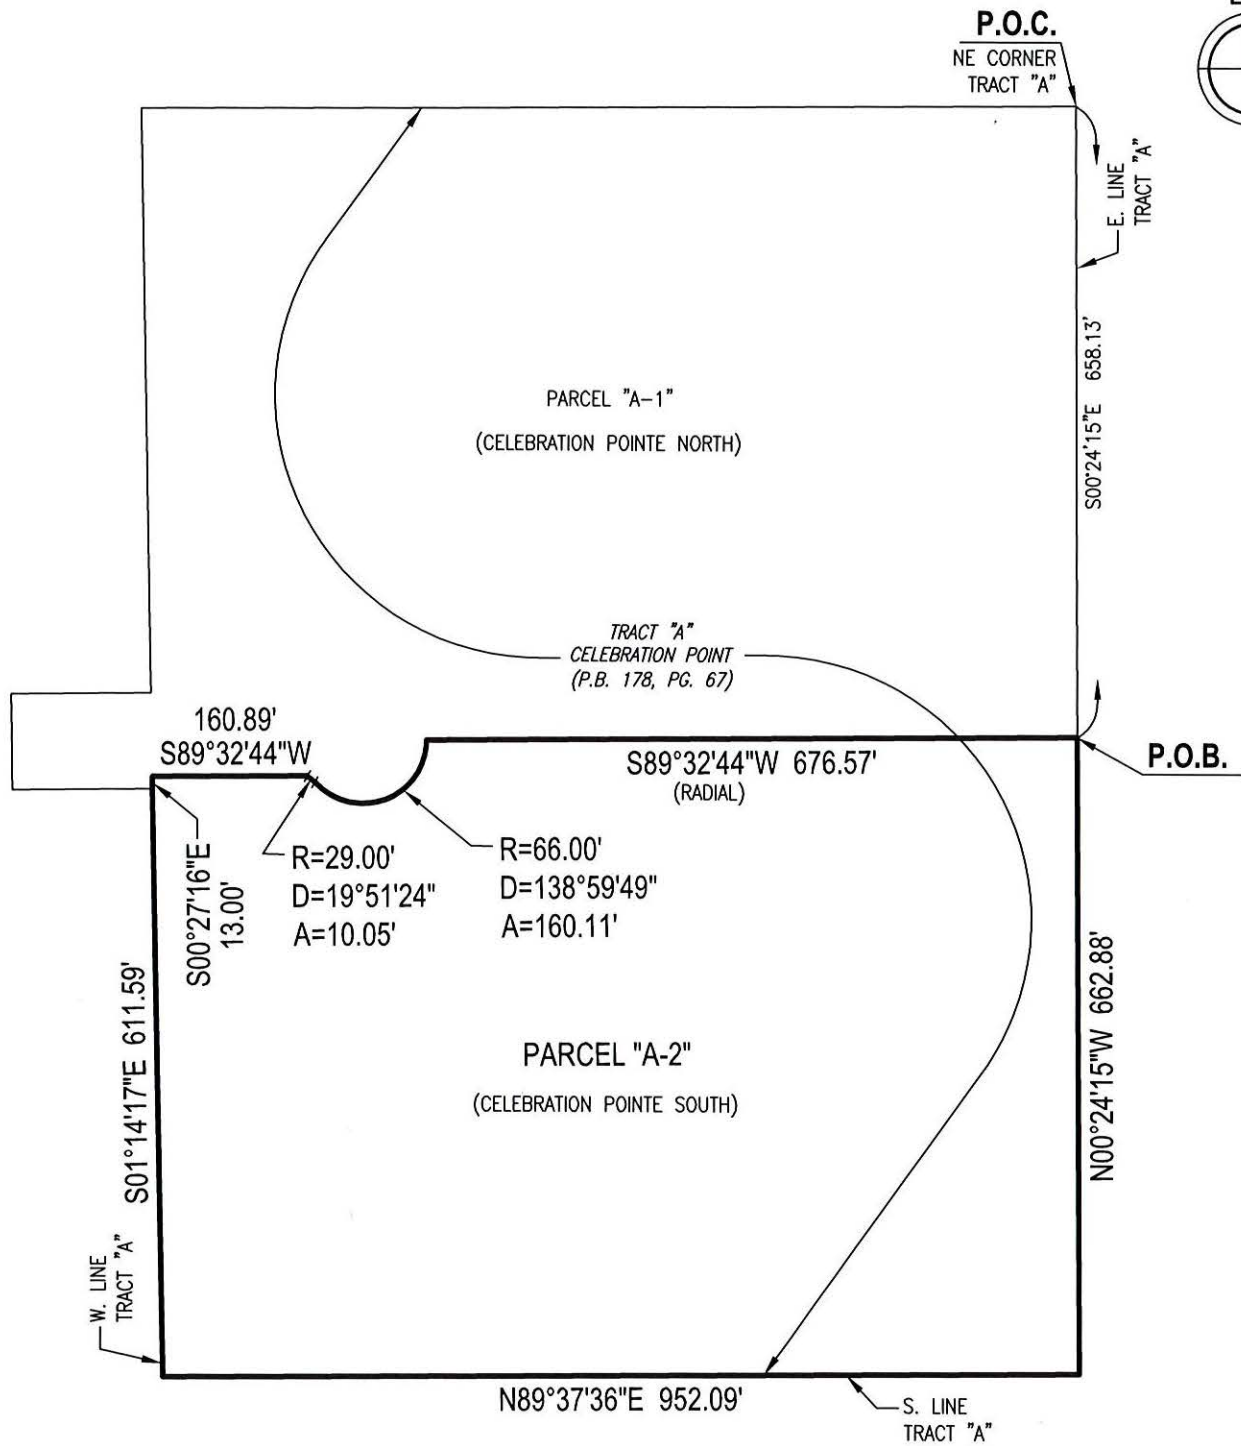 P.O.C.
NE CORNER
TRACT "A"
E. LINE
TRACT "A"
S00°24'15"E 658.13'
PARCEL "A-1"
(CELEBRATION POINTE NORTH)
TRACT "A"
CELEBRATION POINT
(P.B. 178, PG. 67)
160.89'
S89°32'44"W
S89°32'44"W 676.57'
(RADIAL)
P.O.B.
S00°27'16"E
13.00'
R=29.00'
D=19°51'24"
A=10.05'
R=66.00'
D=138°59'49"
A=160.11'
S01°14'17"E 611.59'
N00°24'15"W 662.88'
PARCEL "A-2"
(CELEBRATION POINTE SOUTH)
W. LINE
TRACT "A"
N89°37'36"E 952.09'
S. LINE
TRACT "A"